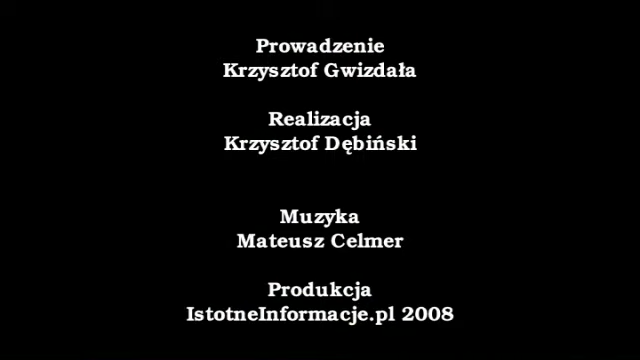 Prowadzenie
Krzysztof Gwizdała
Realizacja
Krzysztof Dębiński
Muzyka
Mateusz Celmer
Produkcja
IstotneInformacje.pl 2008